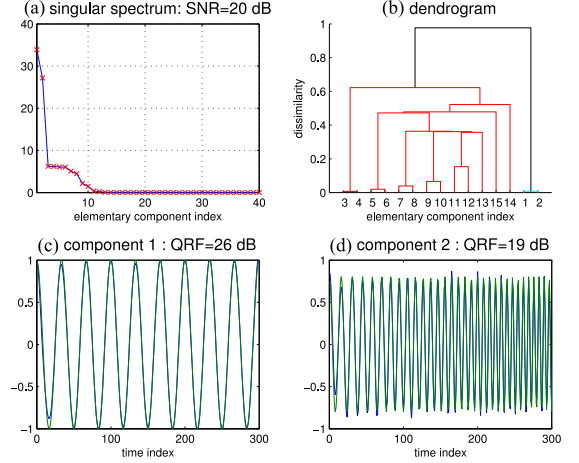 (a) singular spectrum: SNR=20 dB
40
30
20
10
0
0 10 20 30 40
elementary component index
(b) dendrogram
1
0.8
0.6
0.4
0.2
0
dissimilarity
3 4 5 6 7 8 9 10 11 12 13 15 14 1 2
elementary component index
(c) component 1 : QRF=26 dB
1
0.5
0
−0.5
−1
0 100 200 300
time index
(d) component 2 : QRF=19 dB
1
0.5
0
−0.5
−1
0 100 200 300
time index